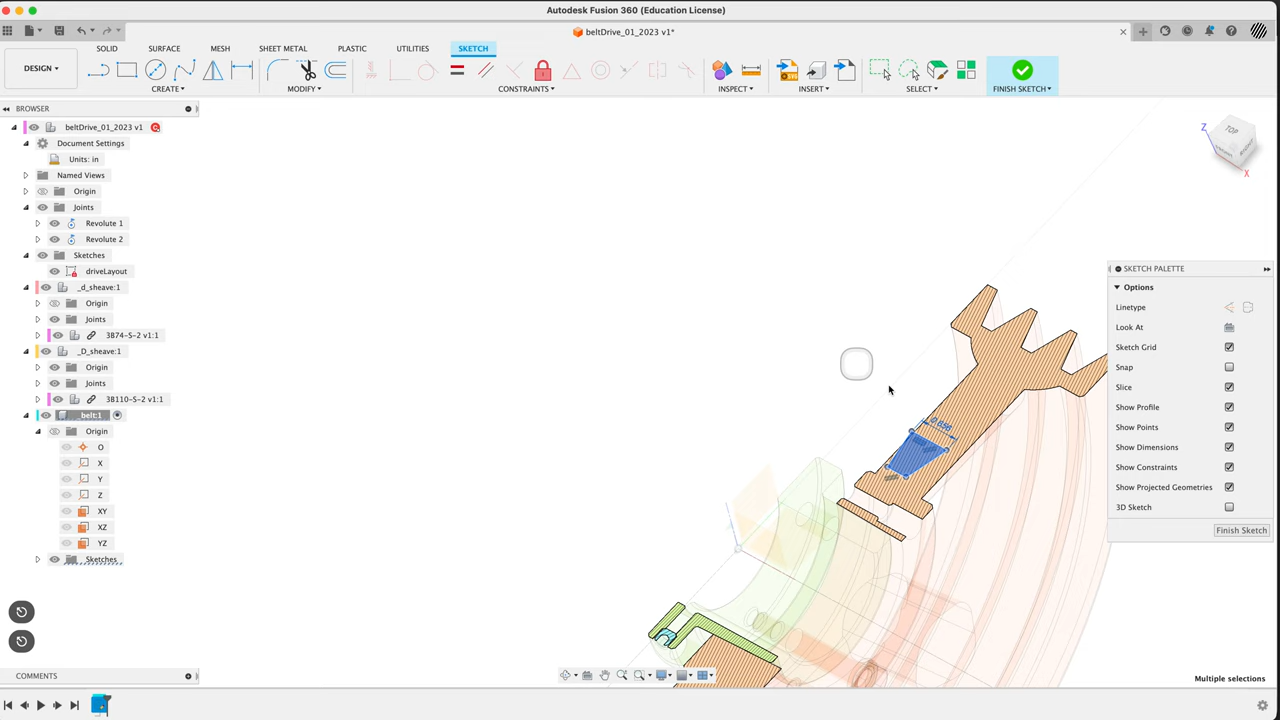 Autodesk Fusion 360 (Education License)
beltDrive_01_2023 v1*
SOLID SURFACE MESH SHEET METAL PLASTIC UTILITIES SKETCH
DESIGN
CREATE MODIFY CONSTRAINTS INSPECT INSERT SELECT FINISH SKETCH
BROWSER
beltDrive_01_2023 v1
Document Settings
Units: in
Named Views
Origin
Joints
Revolute 1
Revolute 2
Sketches
driveLayout
_d_sheave:1
Origin
Joints
3B74-S-2 v1:1
_D_sheave:1
Origin
Joints
3B110-S-2 v1:1
_belt:1
Origin
O
X
Y
Z
XY
XZ
YZ
Sketches
COMMENTS
TOP
RIGHT
Z
X
0.656
SKETCH PALETTE
Options
Linetype
Look At
Sketch Grid
Snap
Slice
Show Profile
Show Points
Show Dimensions
Show Constraints
Show Projected Geometries
3D Sketch
Finish Sketch
Multiple selections